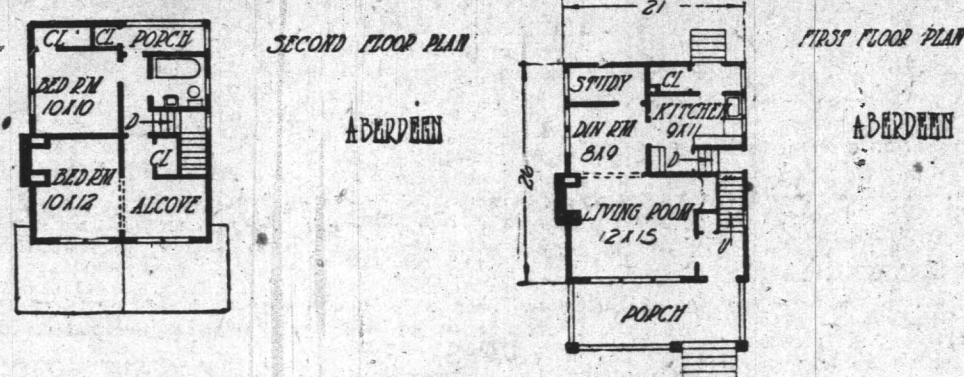 CL CL PORCH
BED RM
10X10
D
CL
BED RM
10X12
ALCOVE
SECOND FLOOR PLAN
ABERDEEN
21
26
STUDY
CL
DIN RM
8X9
KITCHEN
9X11
D
LIVING ROOM
12X15
U
PORCH
FIRST FLOOR PLAN
ABERDEEN